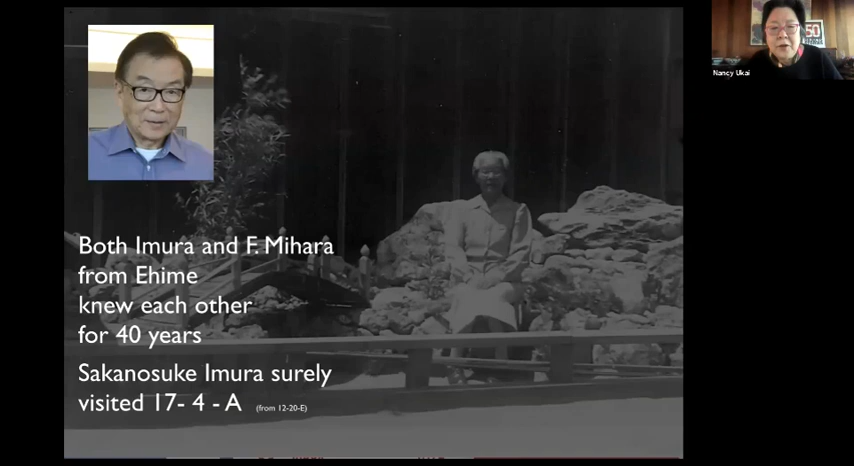 Both Imura and F. Mihara
from Ehime
knew each other
for 40 years
Sakanosuke Imura surely
visited 17- 4 - A (from 12-20-E)
50
Nancy Ukai